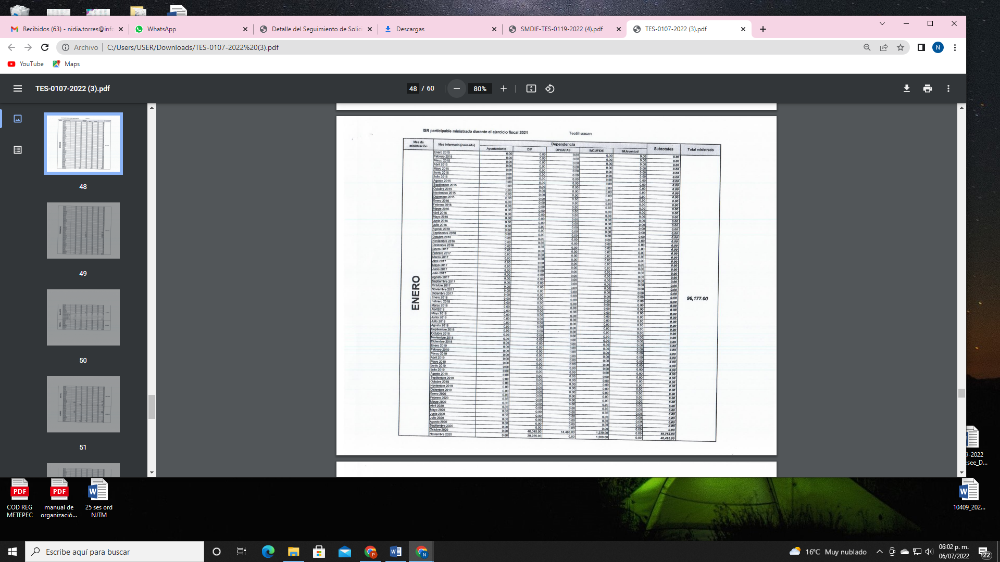 Recibidos (63) - nidia.torres@info
WhatsApp
Detalle del Seguimiento de Solic
Descargas
SMDIF-TES-0119-2022 (4).pdf
TES-0107-2022 (3).pdf
Archivo
C:/Users/USER/Downloads/TES-0107-2022%20(3).pdf
N
YouTube
Maps
TES-0107-2022 (3).pdf
48 / 60
80%
48
49
50
51
ISR participable ministrado durante el ejercicio fiscal 2021
Teotihuacan
Mes de ministración
Mes informado (causado)
Dependencia
Subtotales
Total ministrado
Ayuntamiento
DIF
OPDAPAS
IMCUFIDE
IMJuventud
ENERO
96,177.00
Enero 2015 0.00 0.00 0.00 0.00 0.00 0.00
Febrero 2015 0.00 0.00 0.00 0.00 0.00 0.00
Marzo 2015 0.00 0.00 0.00 0.00 0.00 0.00
Abril 2015 0.00 0.00 0.00 0.00 0.00 0.00
Mayo 2015 0.00 0.00 0.00 0.00 0.00 0.00
Junio 2015 0.00 0.00 0.00 0.00 0.00 0.00
Julio 2015 0.00 0.00 0.00 0.00 0.00 0.00
Agosto 2015 0.00 0.00 0.00 0.00 0.00 0.00
Septiembre 2015 0.00 0.00 0.00 0.00 0.00 0.00
Octubre 2015 0.00 0.00 0.00 0.00 0.00 0.00
Noviembre 2015 0.00 0.00 0.00 0.00 0.00 0.00
Diciembre 2015 0.00 0.00 0.00 0.00 0.00 0.00
Enero 2016 0.00 0.00 0.00 0.00 0.00 0.00
Febrero 2016 0.00 0.00 0.00 0.00 0.00 0.00
Marzo 2016 0.00 0.00 0.00 0.00 0.00 0.00
Abril 2016 0.00 0.00 0.00 0.00 0.00 0.00
Mayo 2016 0.00 0.00 0.00 0.00 0.00 0.00
Junio 2016 0.00 0.00 0.00 0.00 0.00 0.00
Julio 2016 0.00 0.00 0.00 0.00 0.00 0.00
Agosto 2016 0.00 0.00 0.00 0.00 0.00 0.00
Septiembre 2016 0.00 0.00 0.00 0.00 0.00 0.00
Octubre 2016 0.00 0.00 0.00 0.00 0.00 0.00
Noviembre 2016 0.00 0.00 0.00 0.00 0.00 0.00
Diciembre 2016 0.00 0.00 0.00 0.00 0.00 0.00
Enero 2017 0.00 0.00 0.00 0.00 0.00 0.00
Febrero 2017 0.00 0.00 0.00 0.00 0.00 0.00
Marzo 2017 0.00 0.00 0.00 0.00 0.00 0.00
Abril 2017 0.00 0.00 0.00 0.00 0.00 0.00
Mayo 2017 0.00 0.00 0.00 0.00 0.00 0.00
Junio 2017 0.00 0.00 0.00 0.00 0.00 0.00
Julio 2017 0.00 0.00 0.00 0.00 0.00 0.00
Agosto 2017 0.00 0.00 0.00 0.00 0.00 0.00
Septiembre 2017 0.00 0.00 0.00 0.00 0.00 0.00
Octubre 2017 0.00 0.00 0.00 0.00 0.00 0.00
Noviembre 2017 0.00 0.00 0.00 0.00 0.00 0.00
Diciembre 2017 0.00 0.00 0.00 0.00 0.00 0.00
Enero 2018 0.00 0.00 0.00 0.00 0.00 0.00
Febrero 2018 0.00 0.00 0.00 0.00 0.00 0.00
Marzo 2018 0.00 0.00 0.00 0.00 0.00 0.00
Abril2018 0.00 0.00 0.00 0.00 0.00 0.00
Mayo 2018 0.00 0.00 0.00 0.00 0.00 0.00
Junio 2018 0.00 0.00 0.00 0.00 0.00 0.00
Julio 2018 0.00 0.00 0.00 0.00 0.00 0.00
Agosto 2018 0.00 0.00 0.00 0.00 0.00 0.00
Septiembre 2018 0.00 0.00 0.00 0.00 0.00 0.00
Octubre 2018 0.00 0.00 0.00 0.00 0.00 0.00
Noviembre 2018 0.00 0.00 0.00 0.00 0.00 0.00
Diciembre 2018 0.00 0.00 0.00 0.00 0.00 0.00
Enero 2019 0.00 0.00 0.00 0.00 0.00 0.00
Febrero 2019 0.00 0.00 0.00 0.00 0.00 0.00
Marzo 2019 0.00 0.00 0.00 0.00 0.00 0.00
Abril 2019 0.00 0.00 0.00 0.00 0.00 0.00
Mayo 2019 0.00 0.00 0.00 0.00 0.00 0.00
Junio 2019 0.00 0.00 0.00 0.00 0.00 0.00
Julio 2019 0.00 0.00 0.00 0.00 0.00 0.00
Agosto 2019 0.00 0.00 0.00 0.00 0.00 0.00
Septiembre 2019 0.00 0.00 0.00 0.00 0.00 0.00
Octubre 2019 0.00 0.00 0.00 0.00 0.00 0.00
Noviembre 2019 0.00 0.00 0.00 0.00 0.00 0.00
Diciembre 2019 0.00 0.00 0.00 0.00 0.00 0.00
Enero 2020 0.00 0.00 0.00 0.00 0.00 0.00
Febrero 2020 0.00 0.00 0.00 0.00 0.00 0.00
Marzo 2020 0.00 0.00 0.00 0.00 0.00 0.00
Abril 2020 0.00 0.00 0.00 0.00 0.00 0.00
Mayo 2020 0.00 0.00 0.00 0.00 0.00 0.00
Junio 2020 0.00 0.00 0.00 0.00 0.00 0.00
Julio 2020 0.00 0.00 0.00 0.00 0.00 0.00
Agosto 2020 0.00 0.00 0.00 0.00 0.00 0.00
Septiembre 2020 0.00 0.00 0.00 0.00 0.00 0.00
Octubre 2020 0.00 40,045.00 14,468.00 1,239.00 0.00 55,752.00
Noviembre 2020 0.00 39,225.00 0.00 1,200.00 0.00 40,425.00
9-2022
esee_D...
COD REG
METEPEC
manual de
organizació...
25 ses ord
NJTM
10409_202...
Escribe aquí para buscar
16°C Muy nublado
06:02 p. m.
06/07/2022
22